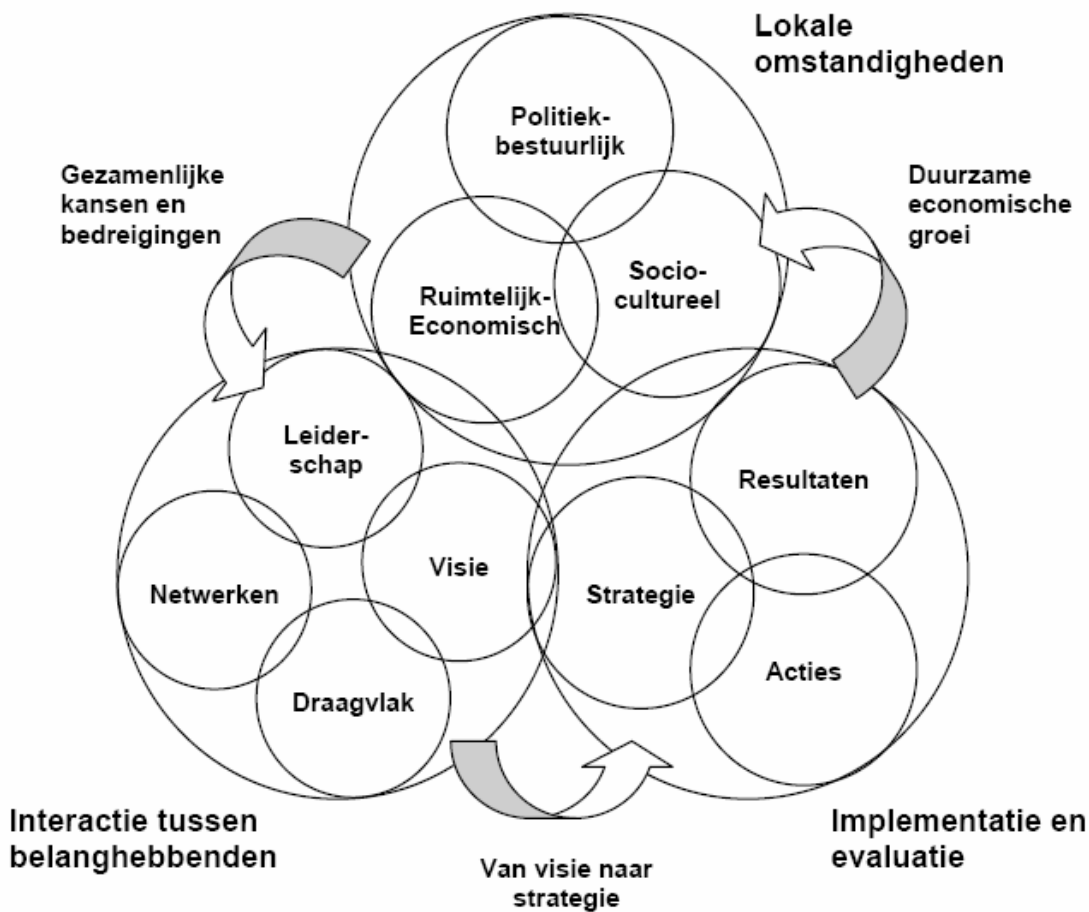 Lokale
omstandigheden
Politiek-
bestuurlijk
Gezamenlijke
kansen en
bedreigingen
Duurzame
economische
groei
Socio-
cultureel
Ruimtelijk-
Economisch
Leider-
schap
Resultaten
Visie
Netwerken
Strategie
Acties
Draagvlak
Interactie tussen
belanghebbenden
Implementatie en
evaluatie
Van visie naar
strategie